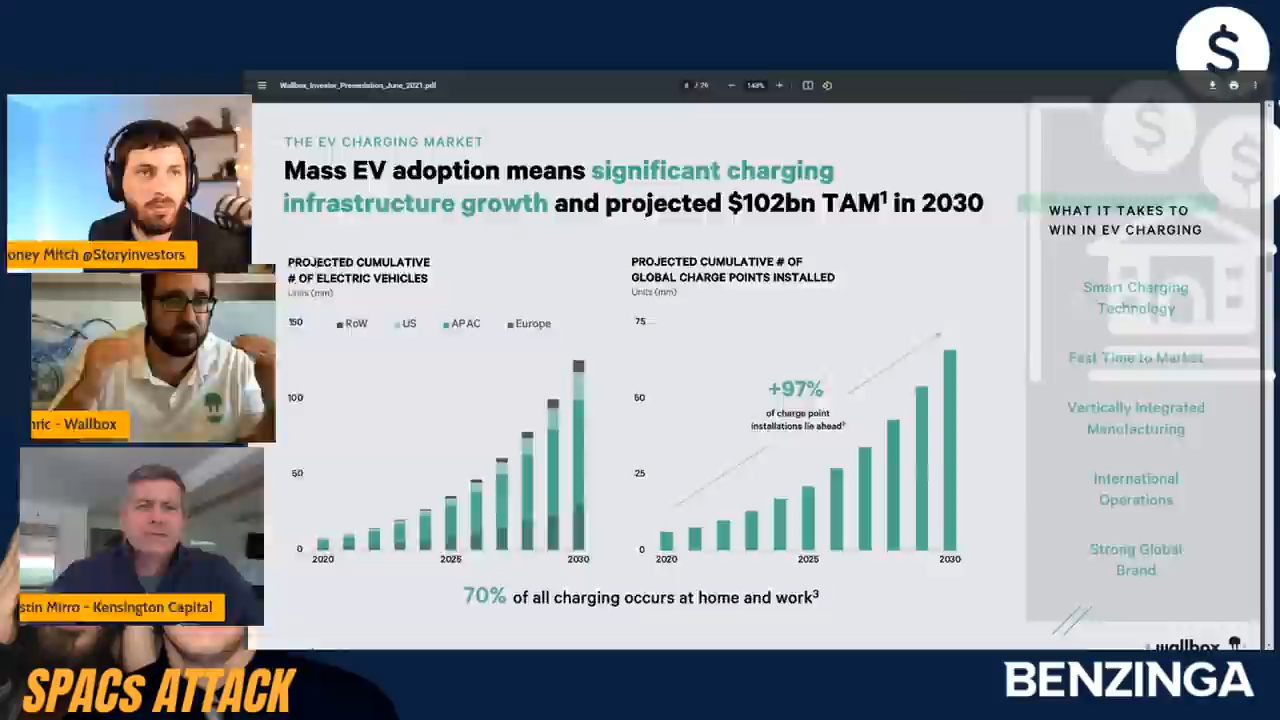 Wallbox_Investor_Presentation_June_2021.pdf
8 / 26
143%
oney Mitch @Storyinvestors
nric - Wallbox
stin Mirro - Kensington Capital
THE EV CHARGING MARKET
Mass EV adoption means significant charging
infrastructure growth and projected $102bn TAM¹ in 2030
PROJECTED CUMULATIVE
# OF ELECTRIC VEHICLES
Units (mm)
150
RoW
US
APAC
Europe
100
50
0
2020
2025
2030
PROJECTED CUMULATIVE # OF
GLOBAL CHARGE POINTS INSTALLED
Units (mm)
75
+97%
of charge point
installations lie ahead²
50
25
0
2020
2025
2030
70% of all charging occurs at home and work³
WHAT IT TAKES TO
WIN IN EV CHARGING
Smart Charging
Technology
Fast Time to Market
Vertically Integrated
Manufacturing
International
Operations
Strong Global
Brand
wallbox
$
$
$
SPACs ATTACK
BENZINGA